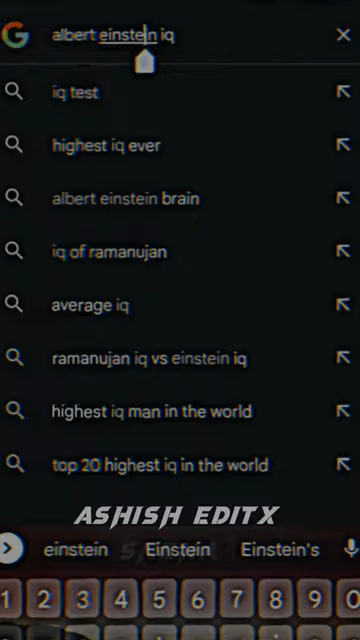 albert einstein iq
iq test
highest iq ever
albert einstein brain
iq of ramanujan
average iq
ramanujan iq vs einstein iq
highest iq man in the world
top 20 highest iq in the world
ASHISH EDITX
einstein Einstein Einstein's
1 2 3 4 5 6 7 8 9 0